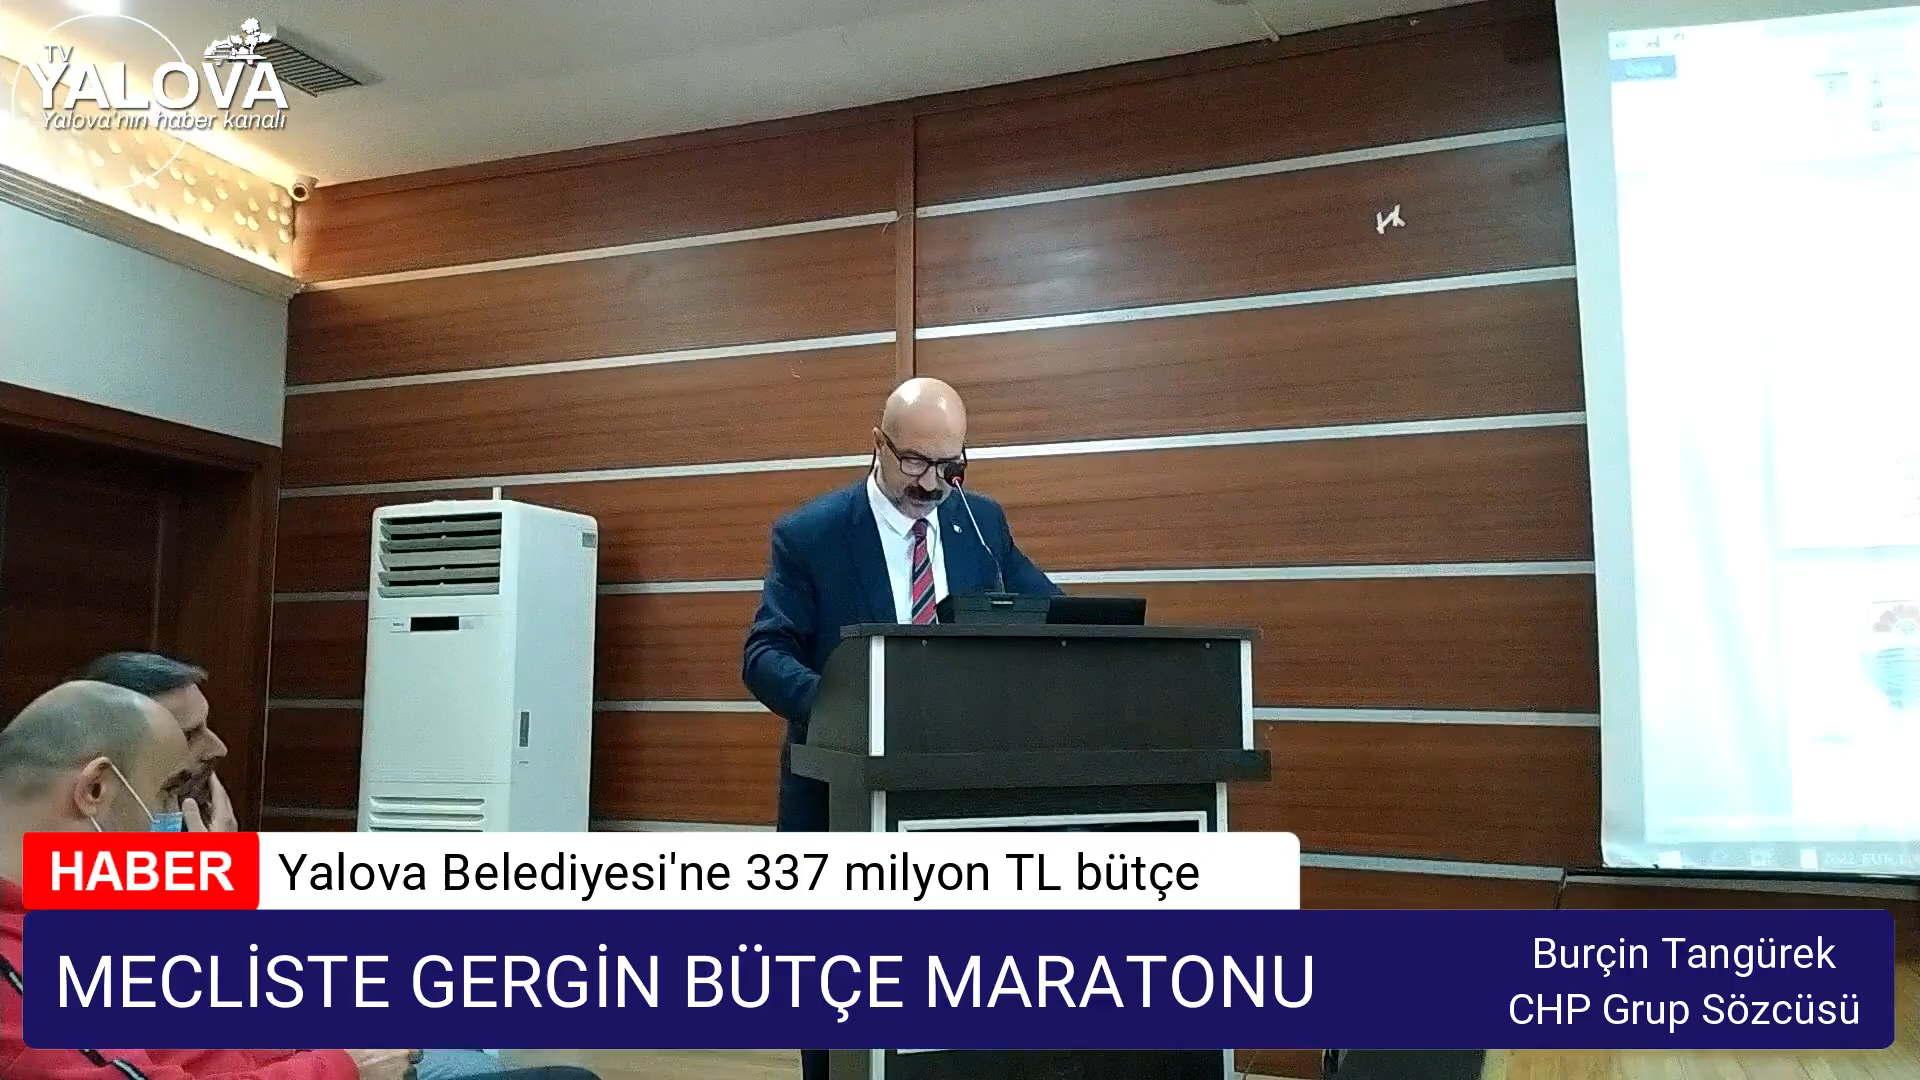 TV
YALOVA
Yalova'nın haber kanalı
HABER
Yalova Belediyesi'ne 337 milyon TL bütçe
MECLİSTE GERGİN BÜTÇE MARATONU
Burçin Tangürek
CHP Grup Sözcüsü